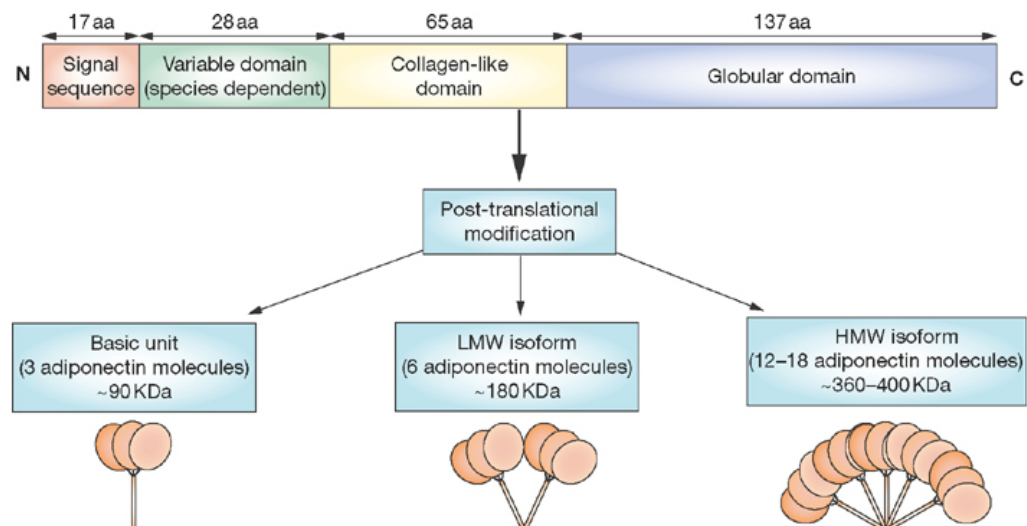 17aa 28aa 65aa 137aa
N
Signal
sequence
Variable domain
(species dependent)
Collagen-like
domain
Globular domain
C
Post-translational
modification
Basic unit
(3 adiponectin molecules)
~90KDa
LMW isoform
(6 adiponectin molecules)
~180KDa
HMW isoform
(12–18 adiponectin molecules)
~360–400KDa